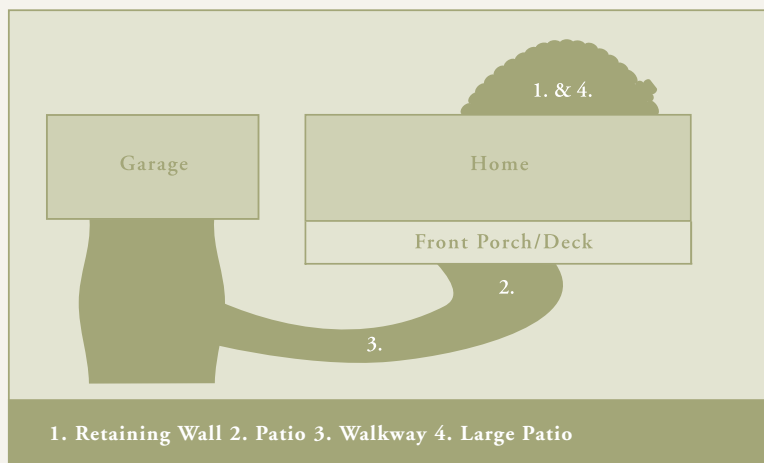 1. & 4.
Garage
Home
Front Porch/Deck
2.
3.
1. Retaining Wall 2. Patio 3. Walkway 4. Large Patio